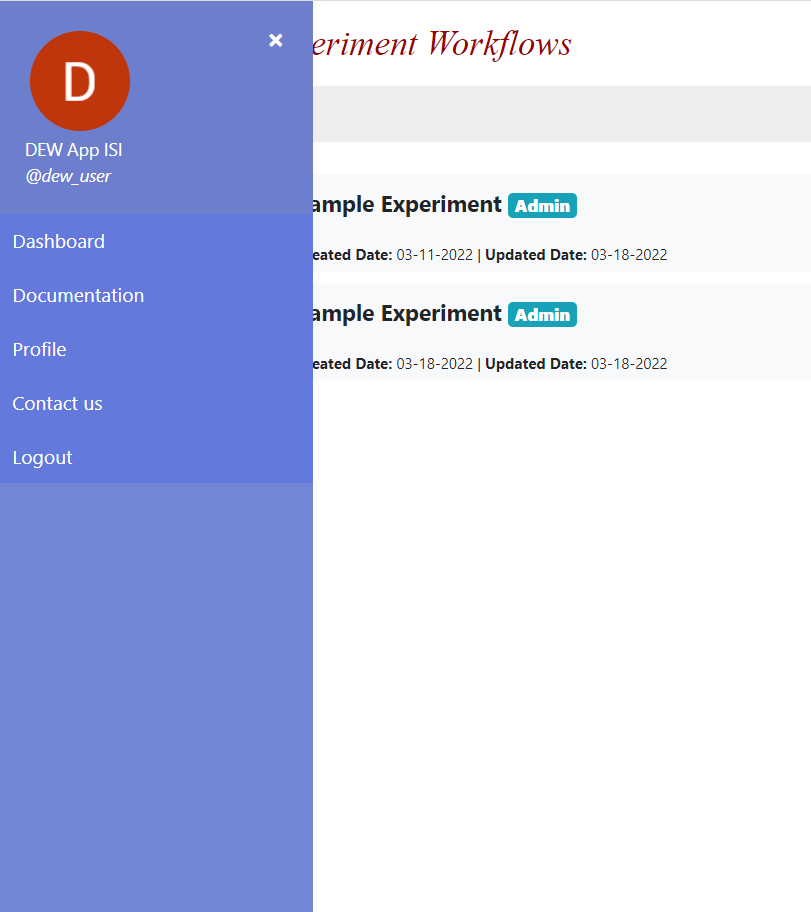 D
DEW App ISI
@dew_user
Dashboard
Documentation
Profile
Contact us
Logout
eriment Workflows
ample Experiment Admin
eated Date: 03-11-2022 | Updated Date: 03-18-2022
ample Experiment Admin
eated Date: 03-18-2022 | Updated Date: 03-18-2022